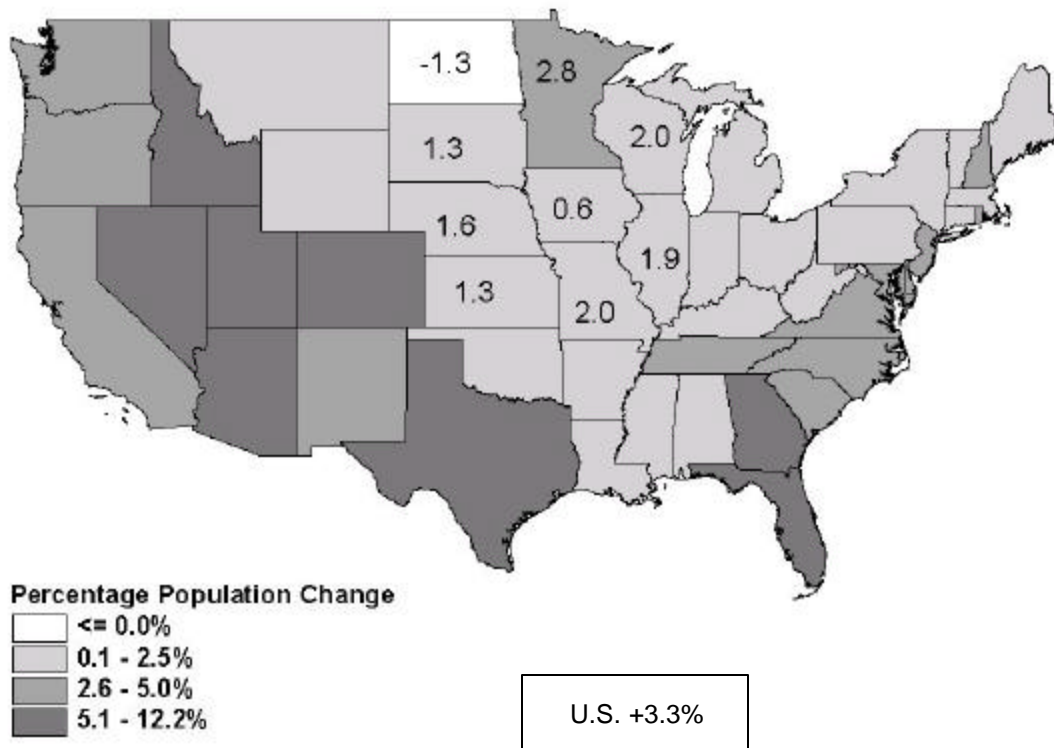 -1.3
2.8
1.3
2.0
1.6
0.6
1.9
1.3
2.0
Percentage Population Change
<= 0.0%
0.1 - 2.5%
2.6 - 5.0%
5.1 - 12.2%
U.S. +3.3%